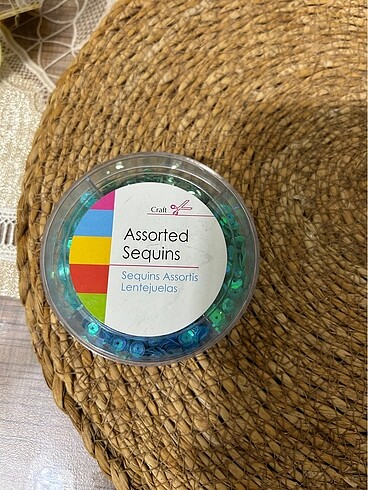 Craft
Assorted
Sequins
Sequins Assortis
Lentejuelas